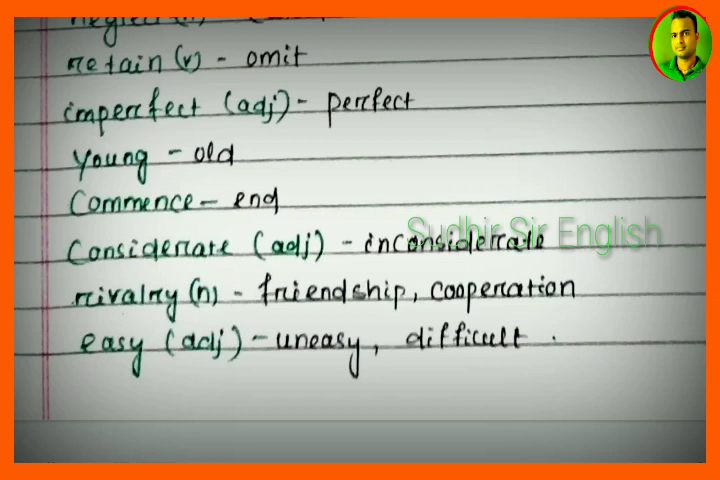 neglect (n) -
retain (v) - omit
imperfect (adj) - perfect
young - old
Commence - end
Sudhir Sir English
Considerate (adj) - inconsiderate
rivalry (n) - friendship, cooperation
easy (adj) - uneasy, difficult.